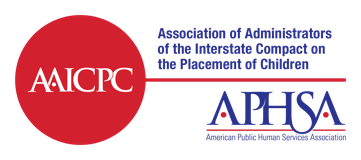 AAICPC
Association of Administrators
of the Interstate Compact on
the Placement of Children
APHSA
American Public Human Services Association